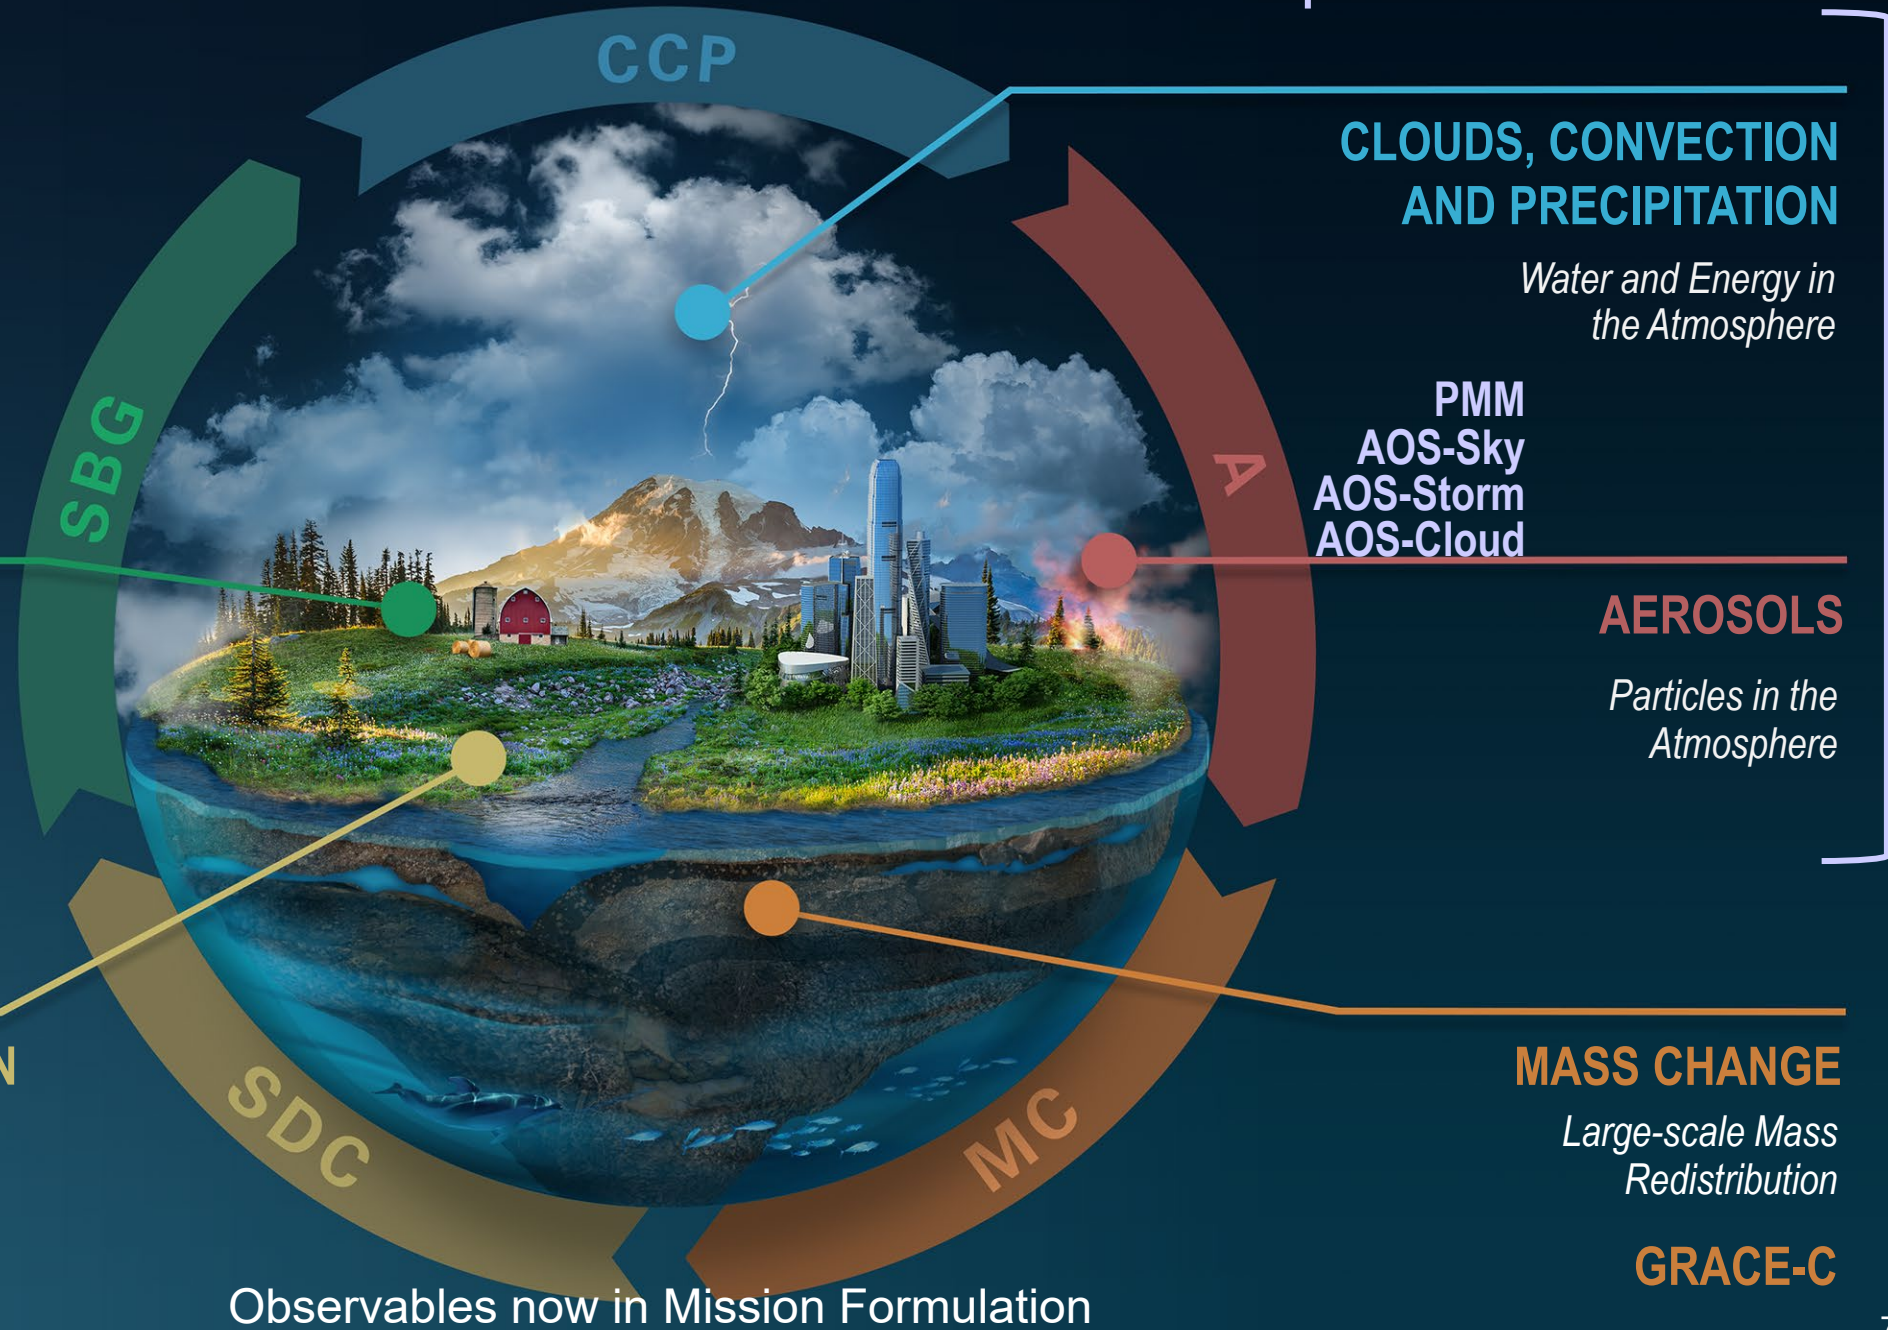 CCP
CLOUDS, CONVECTION
AND PRECIPITATION
Water and Energy in
the Atmosphere
PMM
AOS-Sky
AOS-Storm
AOS-Cloud
SBG
A
AEROSOLS
Particles in the
Atmosphere
N
SDC
MC
MASS CHANGE
Large-scale Mass
Redistribution
GRACE-C
Observables now in Mission Formulation